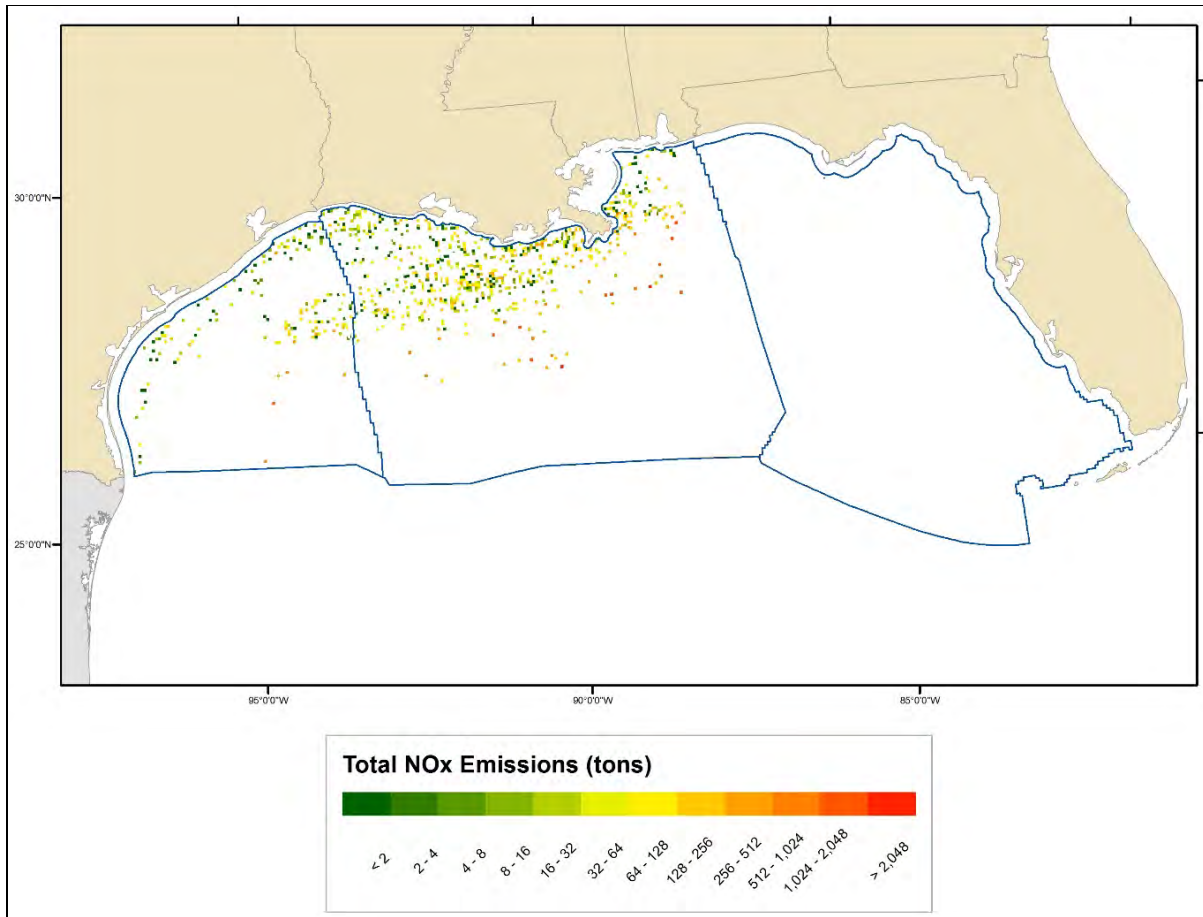 30°0'0"N
25°0'0"N
95°0'0"W
90°0'0"W
85°0'0"W
Total NOx Emissions (tons)
< 2
2 - 4
4 - 8
8 - 16
16 - 32
32 - 64
64 - 128
128 - 256
256 - 512
512 - 1,024
1,024 - 2,048
> 2,048